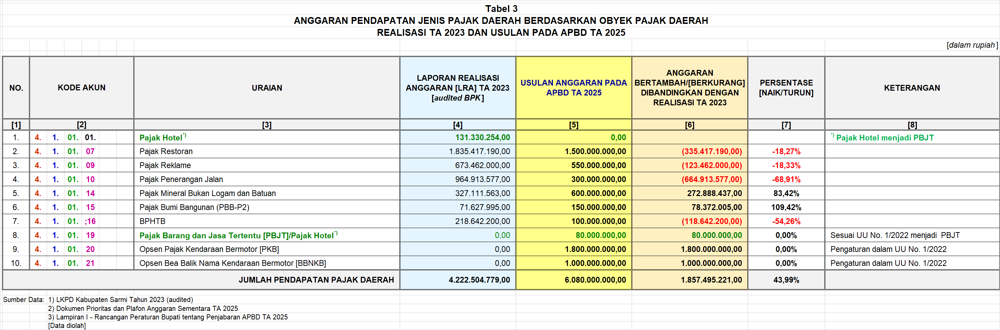 Tabel 3
ANGGARAN PENDAPATAN JENIS PAJAK DAERAH BERDASARKAN OBYEK PAJAK DAERAH
REALISASI TA 2023 DAN USULAN PADA APBD TA 2025
[dalam rupiah]
NO. KODE AKUN URAIAN LAPORAN REALISASI ANGGARAN [LRA] TA 2023 [audited BPK] USULAN ANGGARAN PADA APBD TA 2025 ANGGARAN BERTAMBAH/[BERKURANG] DIBANDINGKAN DENGAN REALISASI TA 2023 PERSENTASE [NAIK/TURUN] KETERANGAN
[1] [2] [3] [4] [5] [6] [7] [8]
1. 4. 1. 01. 01. Pajak Hotel*) 131.330.254,00 0,00 *) Pajak Hotel menjadi PBJT
2. 4. 1. 01. 07 Pajak Restoran 1.835.417.190,00 1.500.000.000,00 (335.417.190,00) -18,27%
3. 4. 1. 01. 09 Pajak Reklame 673.462.000,00 550.000.000,00 (123.462.000,00) -18,33%
4. 4. 1. 01. 10 Pajak Penerangan Jalan 964.913.577,00 300.000.000,00 (664.913.577,00) -68,91%
5. 4. 1. 01. 14 Pajak Mineral Bukan Logam dan Batuan 327.111.563,00 600.000.000,00 272.888.437,00 83,42%
6. 4. 1. 01. 15 Pajak Bumi Bangunan (PBB-P2) 71.627.995,00 150.000.000,00 78.372.005,00 109,42%
7. 4. 1. 01. ;16 BPHTB 218.642.200,00 100.000.000,00 (118.642.200,00) -54,26%
8. 4. 1. 01. 19 Pajak Barang dan Jasa Tertentu [PBJT]/Pajak Hotel*) 0,00 80.000.000,00 80.000.000,00 0,00% Sesuai UU No. 1/2022 menjadi PBJT
9. 4. 1. 01. 20 Opsen Pajak Kendaraan Bermotor [PKB] 0,00 1.800.000.000,00 1.800.000.000,00 0,00% Pengaturan dalam UU No. 1/2022
10. 4. 1. 01. 21 Opsen Bea Balik Nama Kendaraan Bermotor [BBNKB] 0,00 1.000.000.000,00 1.000.000.000,00 0,00% Pengaturan dalam UU No. 1/2022
JUMLAH PENDAPATAN PAJAK DAERAH 4.222.504.779,00 6.080.000.000,00 1.857.495.221,00 43,99%
Sumber Data: 1) LKPD Kabupaten Sarmi Tahun 2023 (audited)
2) Dokumen Prioritas dan Plafon Anggaran Sementara TA 2025
3) Lampiran I - Rancangan Peraturan Bupati tentang Penjabaran APBD TA 2025
[Data diolah]